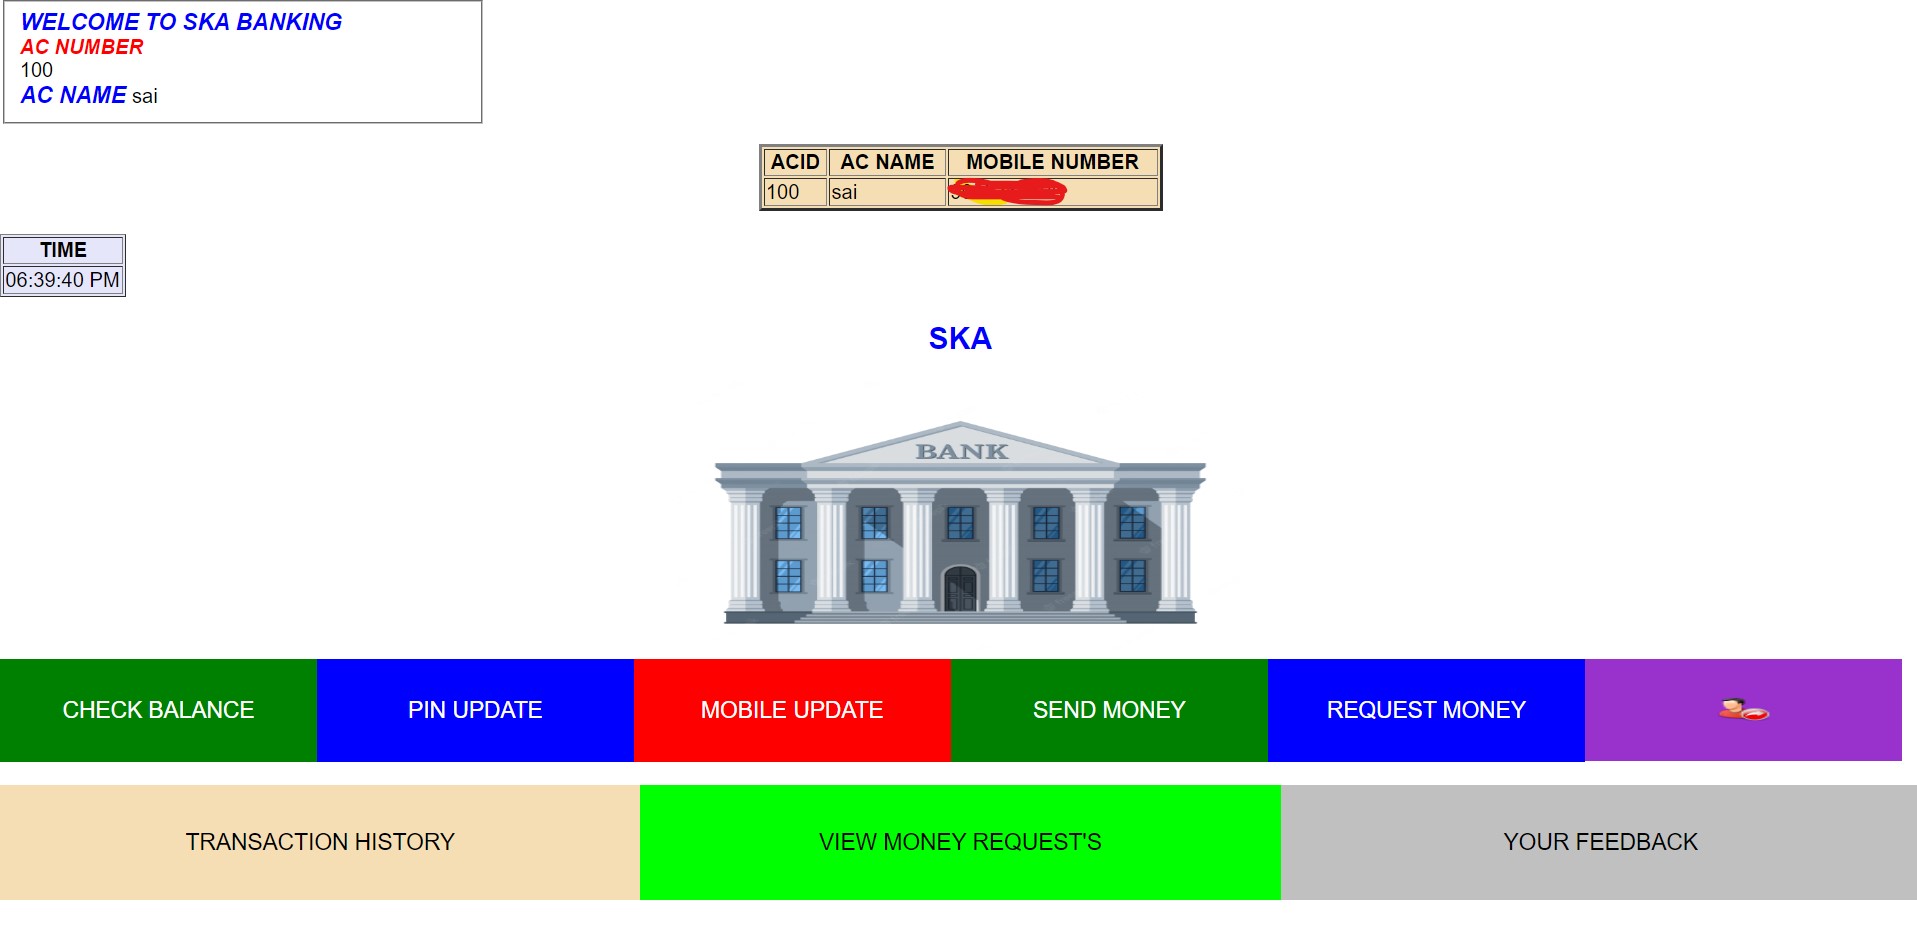 WELCOME TO SKA BANKING
AC NUMBER
100
AC NAME sai
ACID AC NAME MOBILE NUMBER
100 sai
TIME
06:39:40 PM
SKA
BANK
CHECK BALANCE PIN UPDATE MOBILE UPDATE SEND MONEY REQUEST MONEY
TRANSACTION HISTORY VIEW MONEY REQUEST'S YOUR FEEDBACK